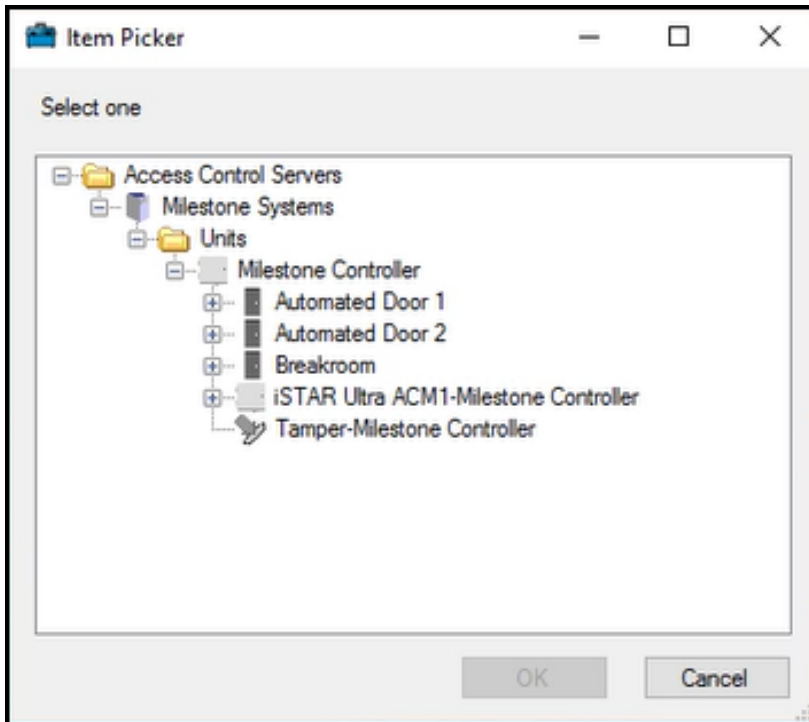 Item Picker
Select one
Access Control Servers
Milestone Systems
Units
Milestone Controller
Automated Door 1
Automated Door 2
Breakroom
iSTAR Ultra ACM1-Milestone Controller
Tamper-Milestone Controller
OK
Cancel